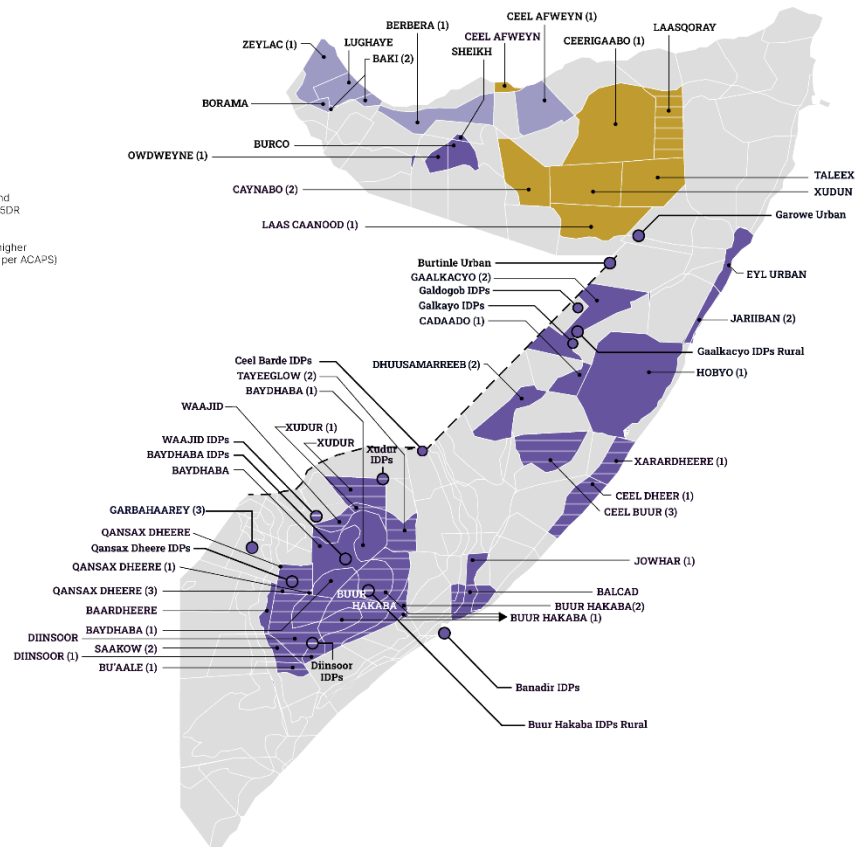 CEEL AFWEYN (1)
BERBERA (1)
LAASQORAY
CEEL AFWEYN
ZEYLAC (1)
LUGHAYE
CEERIGAABO (1)
SHEIKH
BAKI (2)
BORAMA
BURCO
OWDWEYNE (1)
TALEEX
CAYNABO (2)
XUDUN
nd
5DR
Garowe Urban
LAAS CAANOOD (1)
igher
per ACAPS)
Burtinle Urban
EYL URBAN
GAALKACYO (2)
Galdogob IDPs
Galkayo IDPs
CADAADO (1)
JARIIBAN (2)
Gaalkacyo IDPs Rural
Ceel Barde IDPs
DHUUSAMARREEB (2)
HOBYO (1)
TAYEEGLOW (2)
BAYDHABA (1)
WAAJID
XUDUR (1)
WAAJID IDPs
XUDUR
Xudur
IDPs
BAYDHABA IDPs
BAYDHABA
XARARDHEERE (1)
CEEL DHEER (1)
GARBAHAAREY (3)
CEEL BUUR (3)
QANSAX DHEERE
Qansax Dheere IDPs
JOWHAR (1)
QANSAX DHEERE (1)
QANSAX DHEERE (3)
BUUR
HAKABA
BALCAD
BAARDHEERE
BUUR HAKABA(2)
BUUR HAKABA (1)
BAYDHABA (1)
DIINSOOR
SAAKOW (2)
DIINSOOR (1)
BU'AALE (1)
Diinsoor
IDPs
Banadir IDPs
Buur Hakaba IDPs Rural